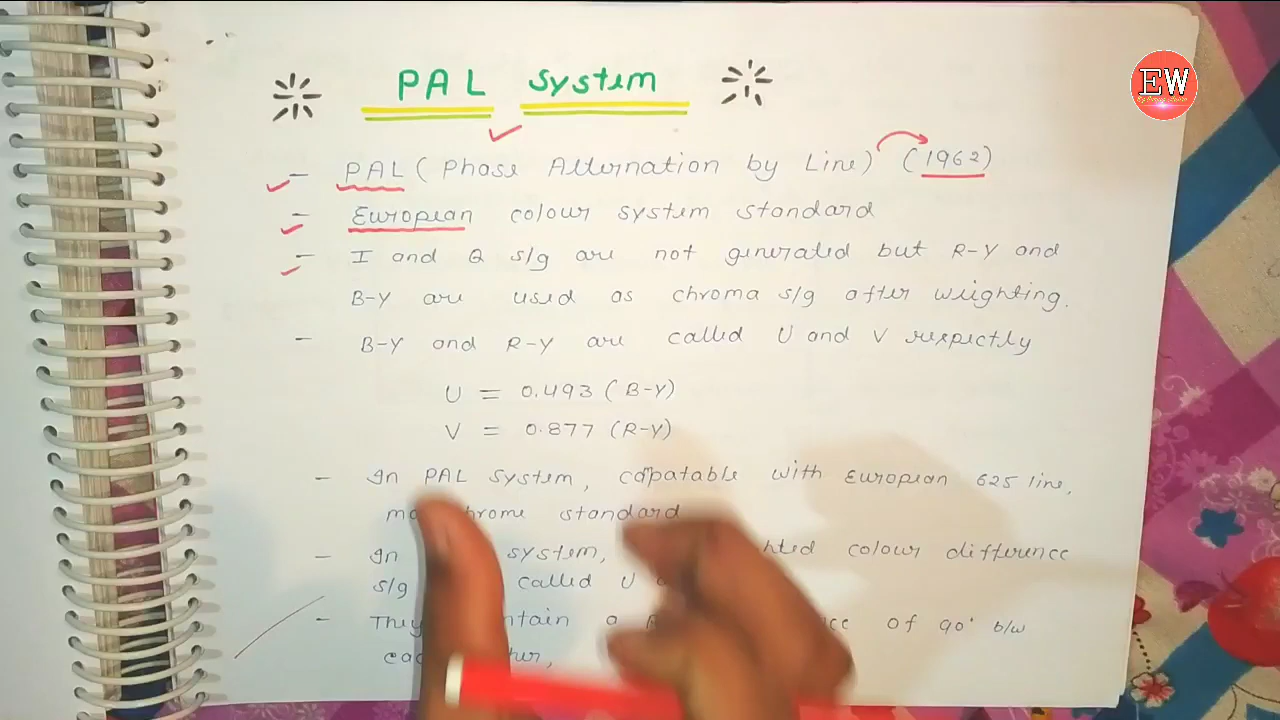 PAL System
EW
PAL (Phase Alternation by Line) (1962)
- European colour system standard
- I and Q s/g are not generated but R-Y and
B-Y are used as chroma s/g after weighting.
- B-Y and R-Y are called U and V respectly
U = 0.493 (B-Y)
V = 0.877 (R-Y)
- In PAL system, copatable with European 625 line,
standard
- In system, colour difference
s/g called U
- They a of 90° b/w